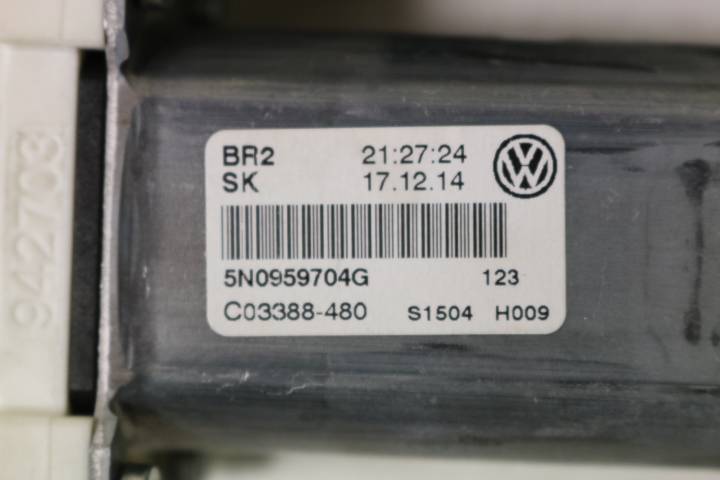 BR2 21:27:24
SK 17.12.14
5N0959704G 123
C03388-480 S1504 H009
942703